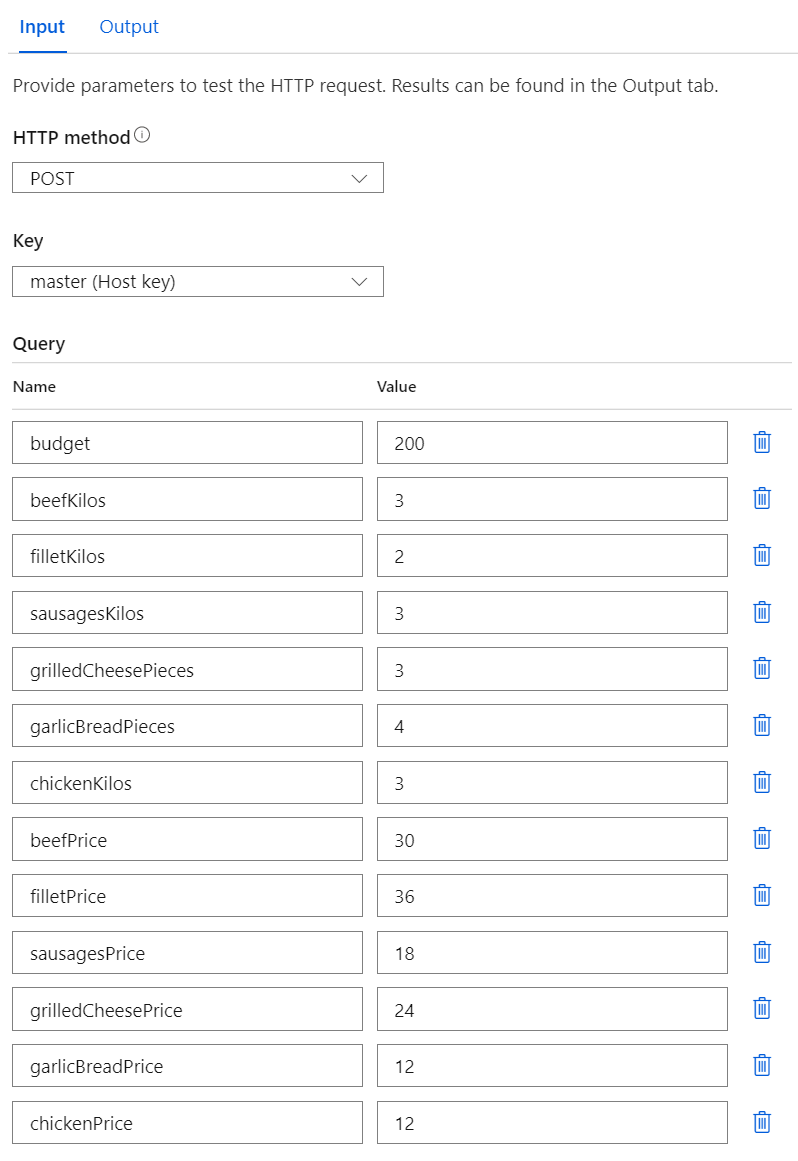 Input Output
Provide parameters to test the HTTP request. Results can be found in the Output tab.
HTTP method
POST
Key
master (Host key)
Query
Name Value
budget 200
beefKilos 3
filletKilos 2
sausagesKilos 3
grilledCheesePieces 3
garlicBreadPieces 4
chickenKilos 3
beefPrice 30
filletPrice 36
sausagesPrice 18
grilledCheesePrice 24
garlicBreadPrice 12
chickenPrice 12